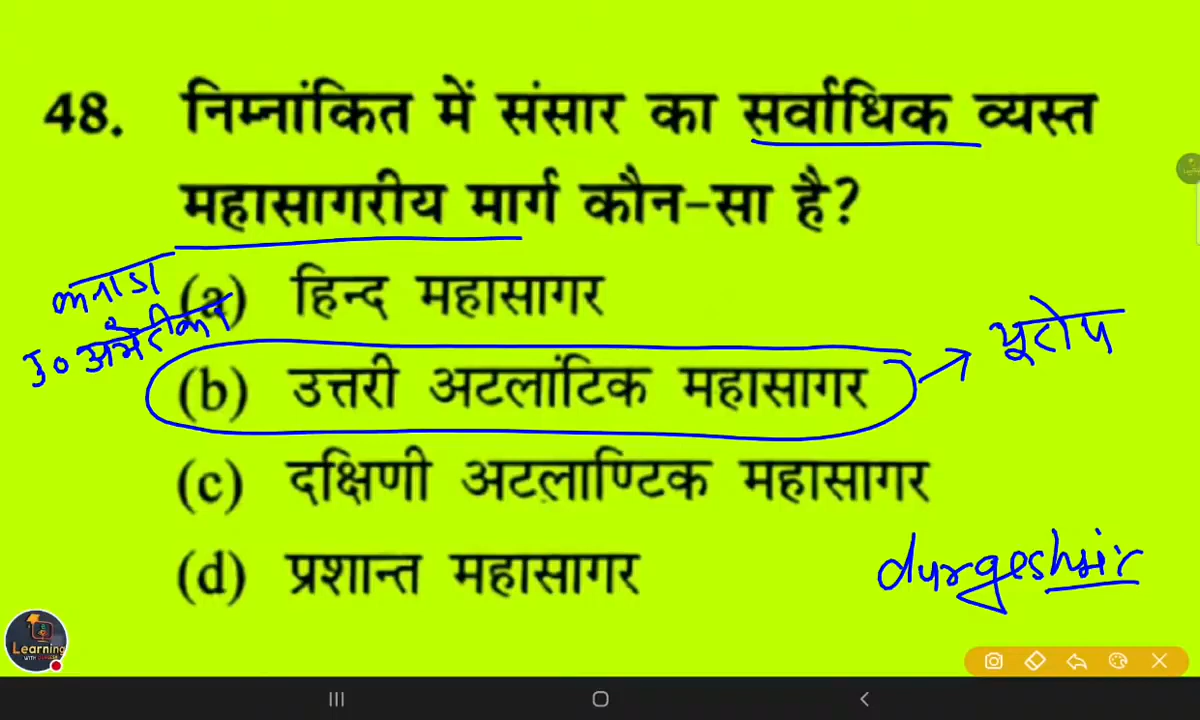 48. निम्नांकित में संसार का सर्वाधिक व्यस्त
महासागरीय मार्ग कौन-सा है?
कनाडा
(a) हिन्द महासागर
उ० अमेरीका
यूरोप
(b) उत्तरी अटलांटिक महासागर
(c) दक्षिणी अटलाण्टिक महासागर
(d) प्रशान्त महासागर
durgeshsir
Learning